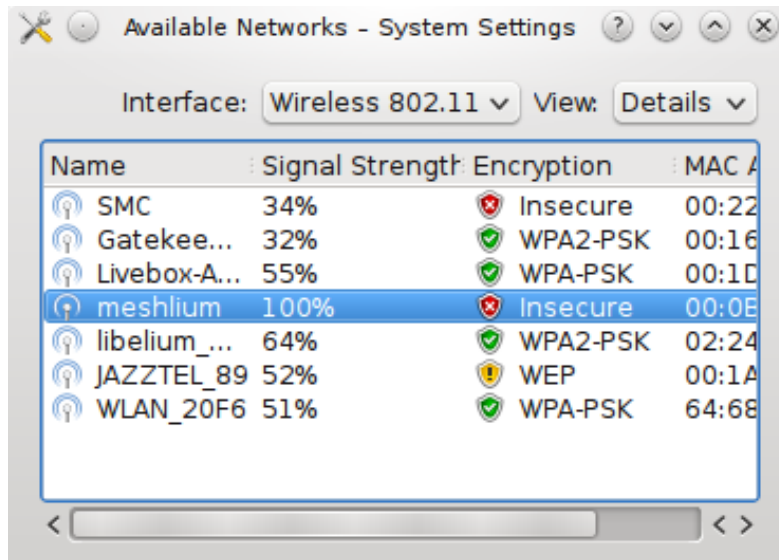 Available Networks – System Settings
Interface: Wireless 802.11 View: Details
Name Signal Strength Encryption MAC A
SMC 34% Insecure 00:22
Gatekee... 32% WPA2-PSK 00:16
Livebox-A... 55% WPA-PSK 00:1D
meshlium 100% Insecure 00:0E
libelium_... 64% WPA2-PSK 02:24
JAZZTEL_89 52% WEP 00:1A
WLAN_20F6 51% WPA-PSK 64:68